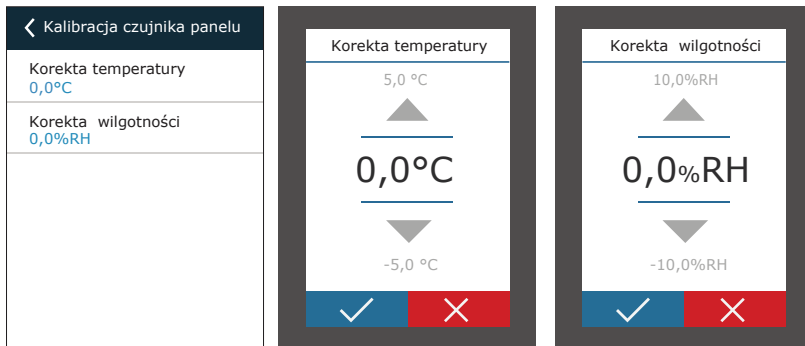 Kalibracja czujnika panelu
Korekta temperatury
0,0°C
Korekta wilgotności
0,0%RH
Korekta temperatury
5,0 °C
0,0°C
-5,0 °C
Korekta wilgotności
10,0%RH
0,0%RH
-10,0%RH